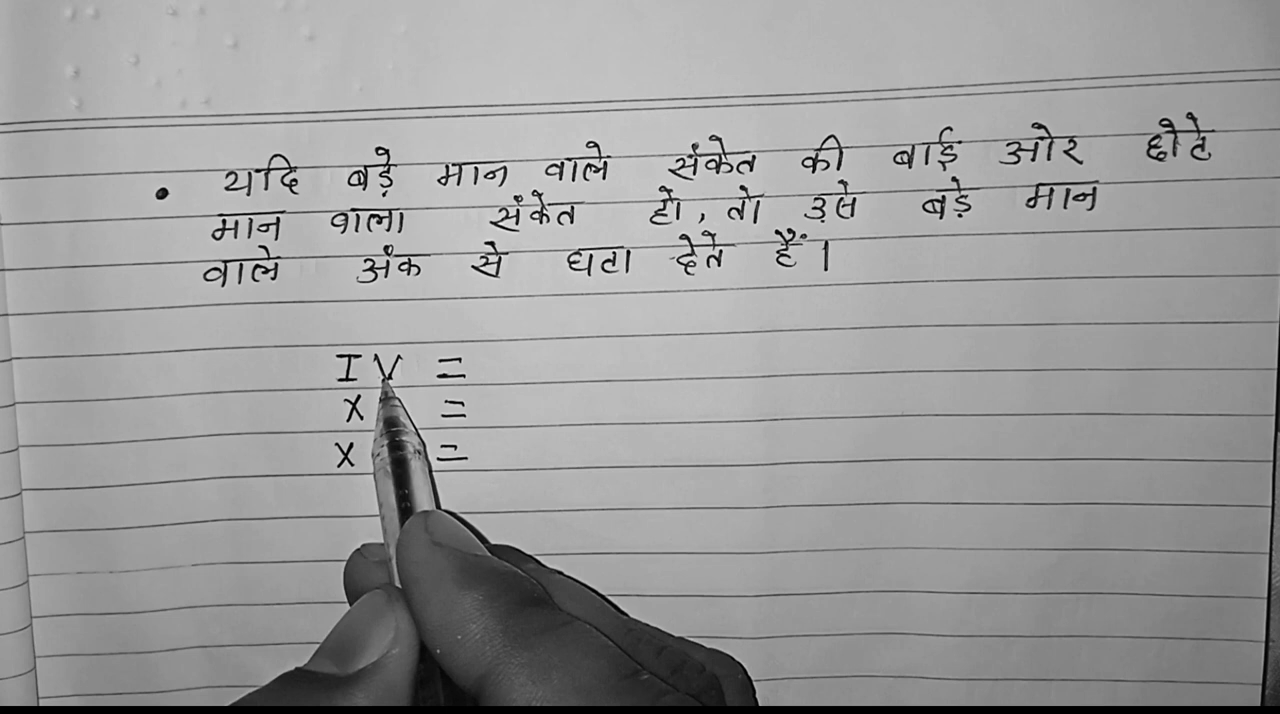 • यदि बड़े मान वाले संकेत की बाई ओर छोटे
मान वाला संकेत हो, तो उसे बड़े मान
वाले अंक से घटा देते हैं।
IV =
X =
X =